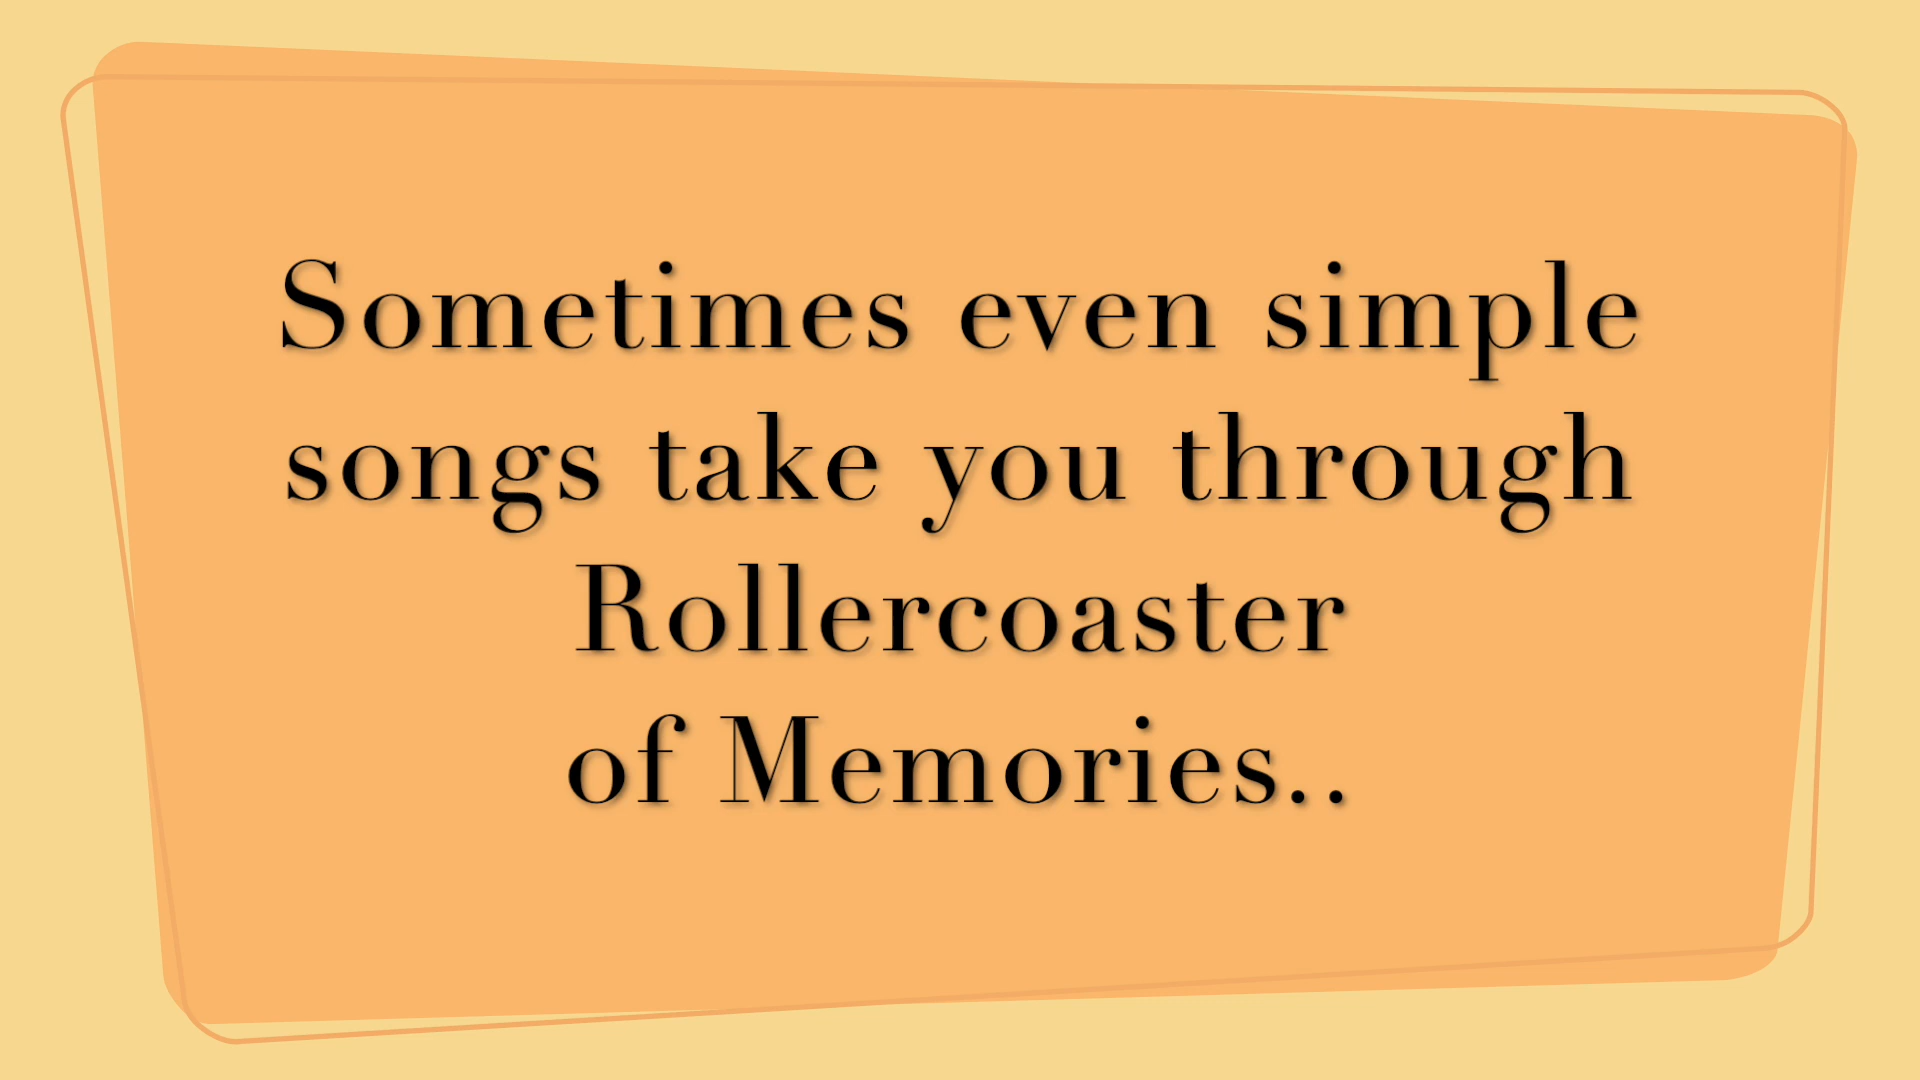 Sometimes even simple
songs take you through
Rollercoaster
of Memories..